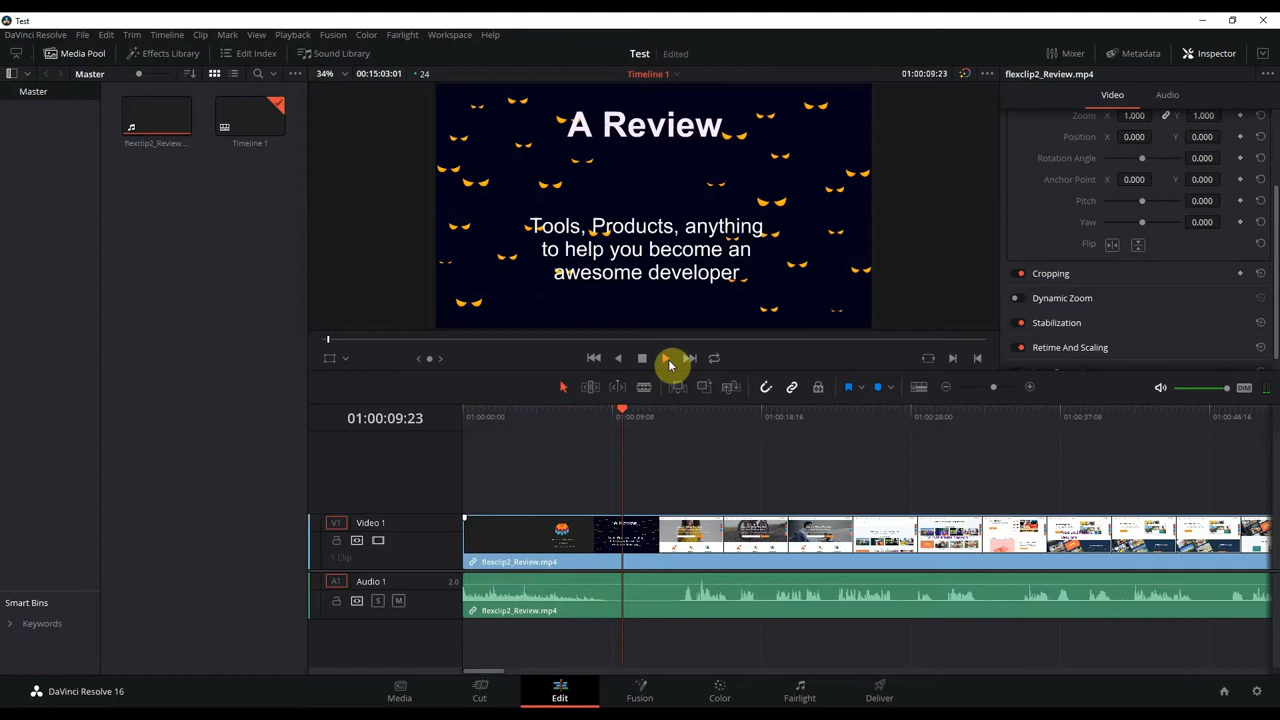 Test
DaVinci Resolve File Edit Trim Timeline Clip Mark View Playback Fusion Color Fairlight Workspace Help
Media Pool Effects Library Edit Index Sound Library Test Edited Mixer Metadata Inspector
Master 34% 00:15:03:01 24 Timeline 1 01:00:09:23 flexclip2_Review.mp4
Master
Video Audio
Zoom X 1.000 Y 1.000
Position X 0.000 Y 0.000
Rotation Angle 0.000
Anchor Point X 0.000 Y 0.000
Pitch 0.000
Yaw 0.000
Flip
Cropping
Dynamic Zoom
Stabilization
Retime And Scaling
flexclip2_Review... Timeline 1
A Review
Tools, Products, anything
to help you become an
awesome developer
DIM
01:00:09:23 01:00:00:00 01:00:09:08 01:00:18:16 01:00:28:00 01:00:37:08 01:00:46:16
V1 Video 1
1 Clip
flexclip2_Review.mp4
A1 Audio 1 2.0
S M
flexclip2_Review.mp4
Smart Bins
Keywords
DaVinci Resolve 16 Media Cut Edit Fusion Color Fairlight Deliver